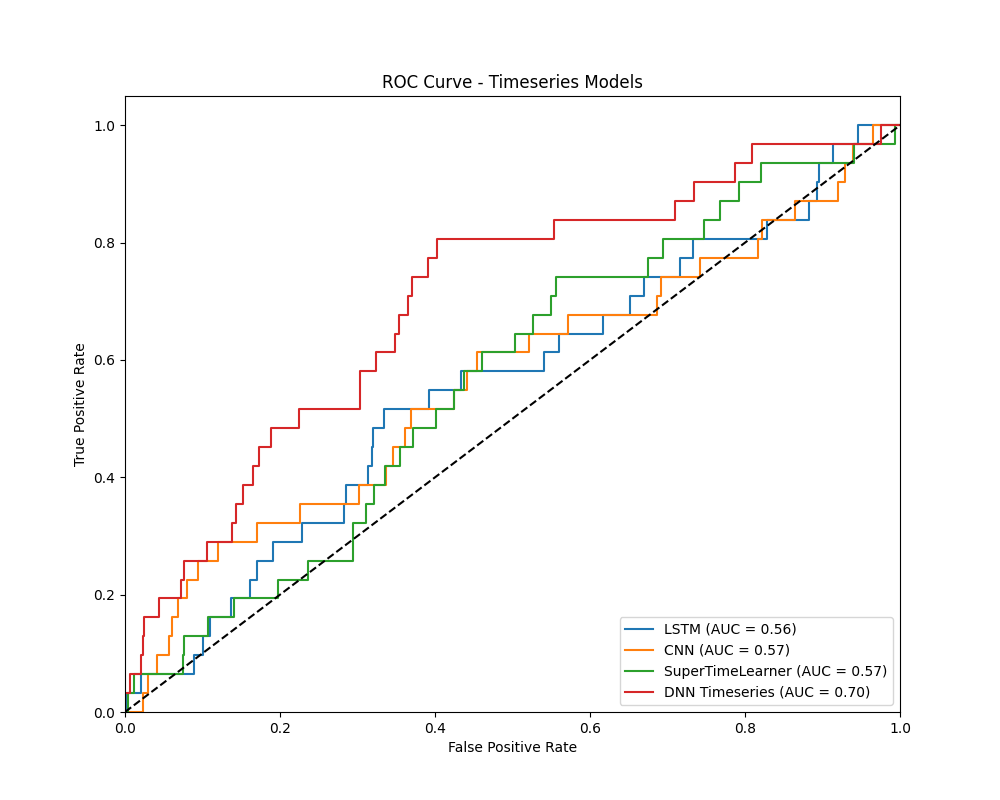 ROC Curve - Timeseries Models
True Positive Rate
1.0
0.8
0.6
0.4
0.2
0.0
0.0 0.2 0.4 0.6 0.8 1.0
False Positive Rate
LSTM (AUC = 0.56)
CNN (AUC = 0.57)
SuperTimeLearner (AUC = 0.57)
DNN Timeseries (AUC = 0.70)